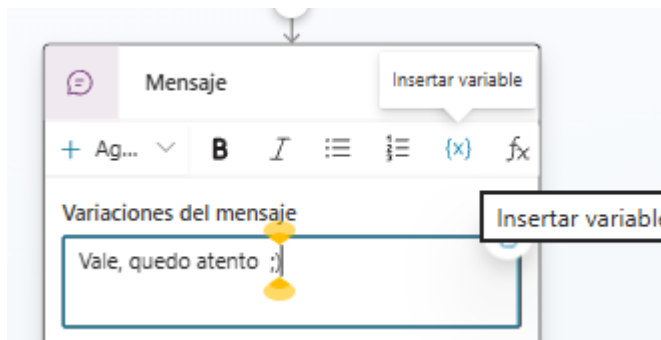 Mensaje
Insertar variable
+ Ag...
B I {x} fx
Variaciones del mensaje
Insertar variable
Vale, quedo atento ;)